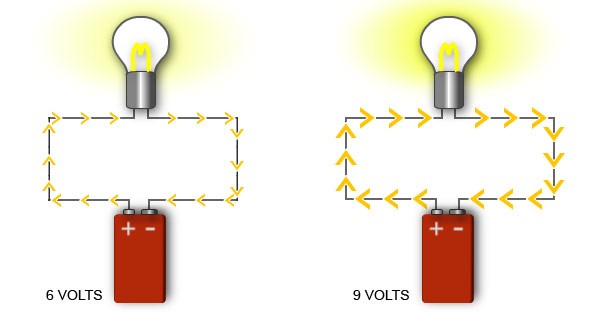 + −
+ −
6 VOLTS
9 VOLTS